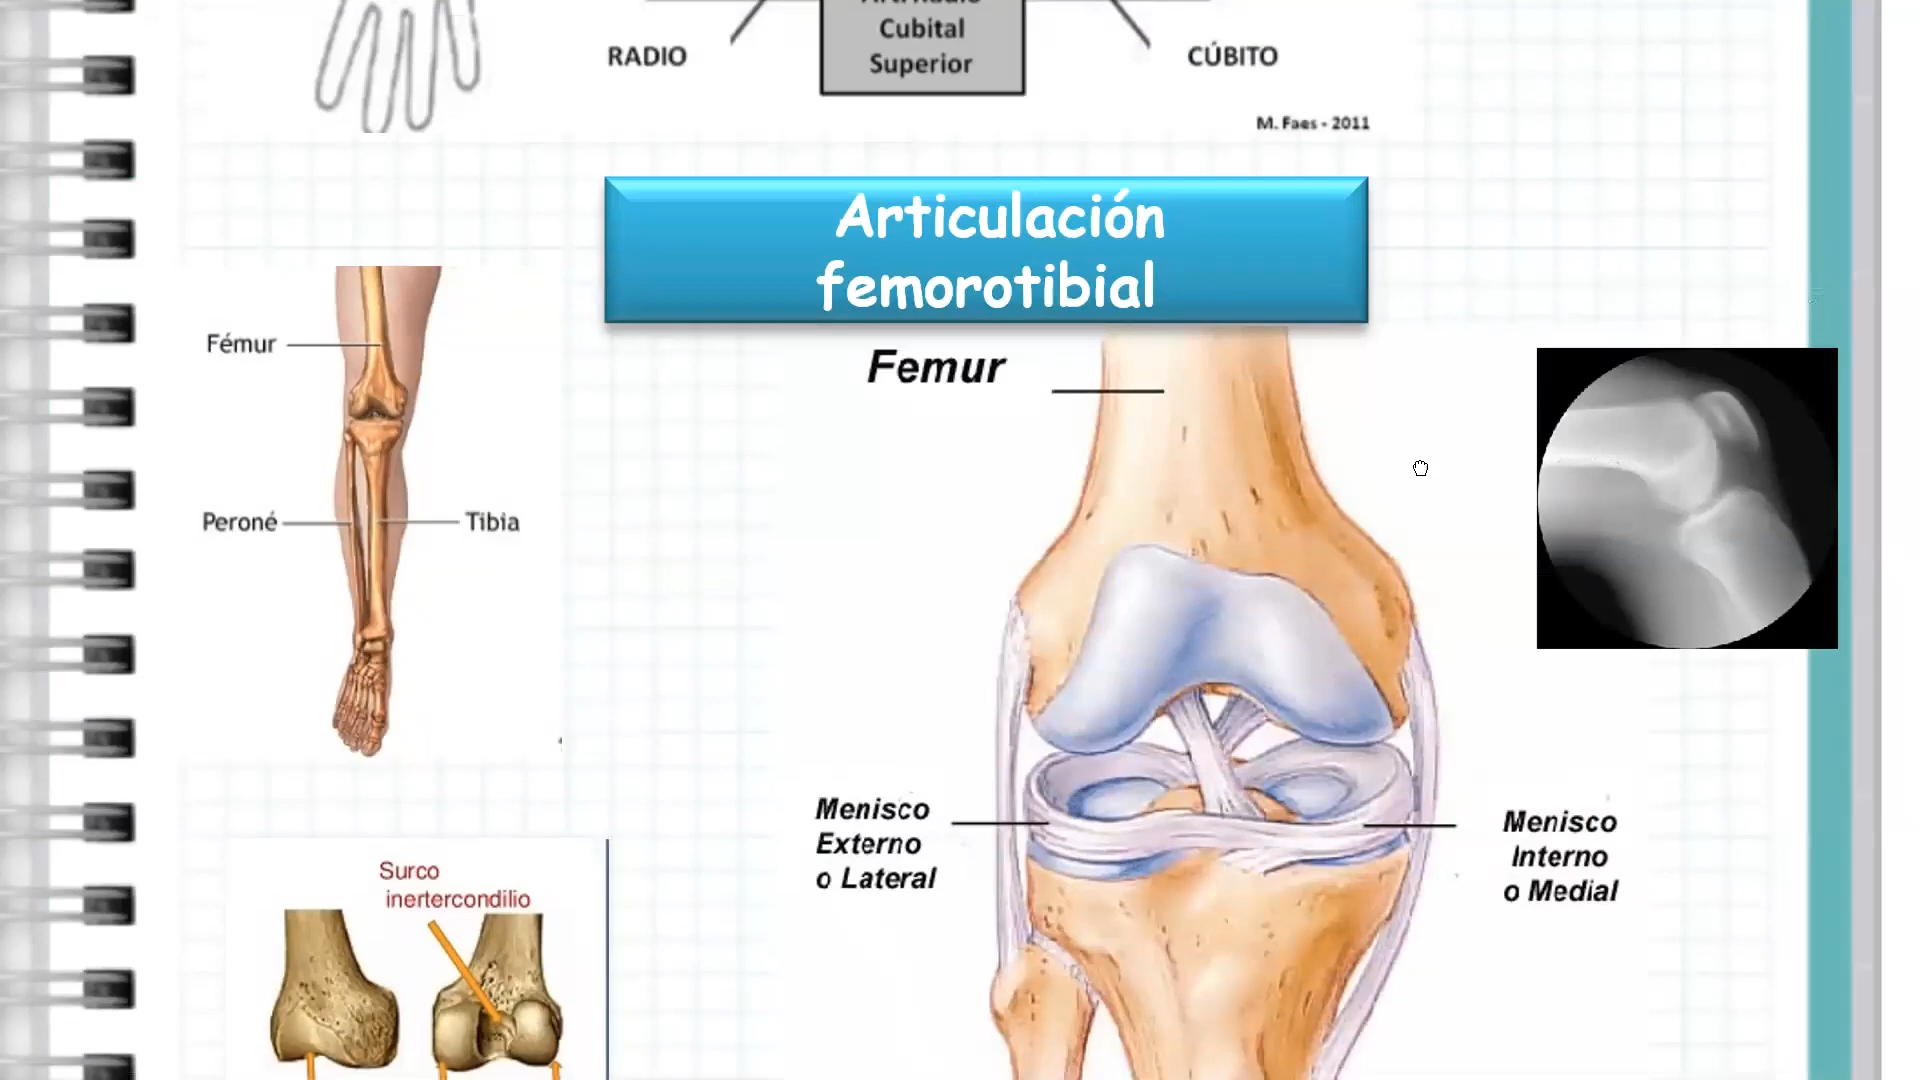 Cubital
Superior
RADIO
CÚBITO
M. Faes - 2011
Articulación
femorotibial
Fémur
Peroné
Tibia
Femur
Menisco
Externo
o Lateral
Menisco
Interno
o Medial
Surco
inertercondilio